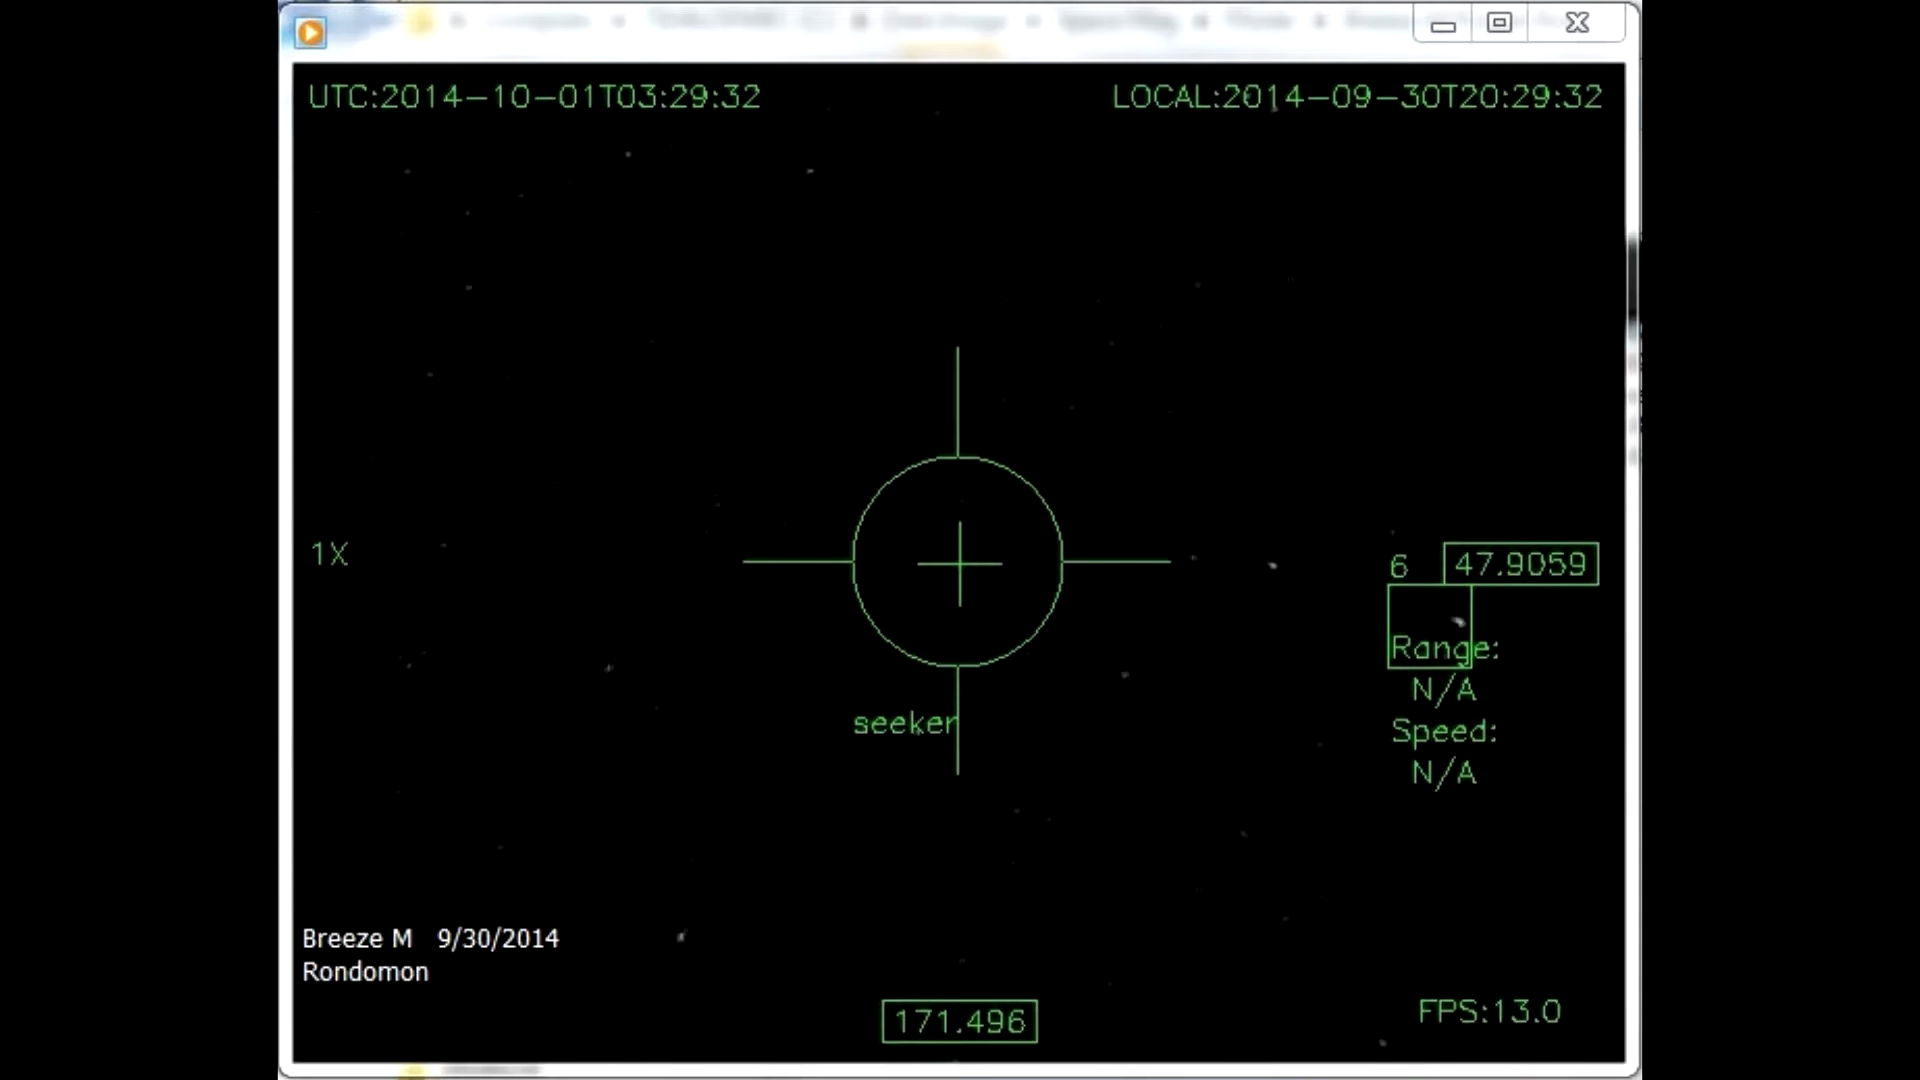 UTC:2014-10-01T03:29:32
LOCAL:2014-09-30T20:29:32
1X
6
47.9059
Range:
N/A
Speed:
N/A
seeker
Breeze M 9/30/2014
Rondomon
171.496
FPS:13.0